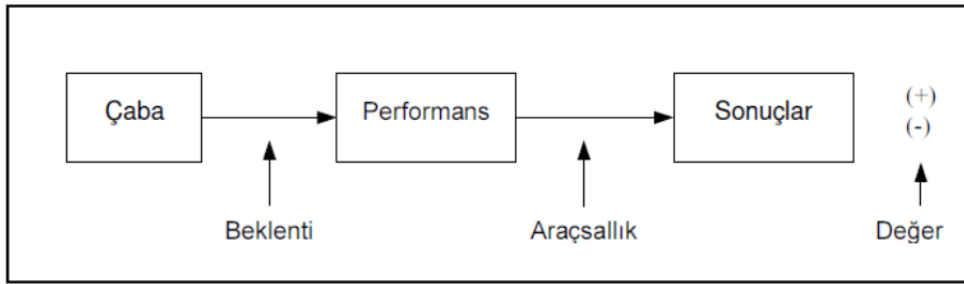 Çaba
Performans
Sonuçlar
(+)
(-)
Beklenti
Araçsallık
Değer